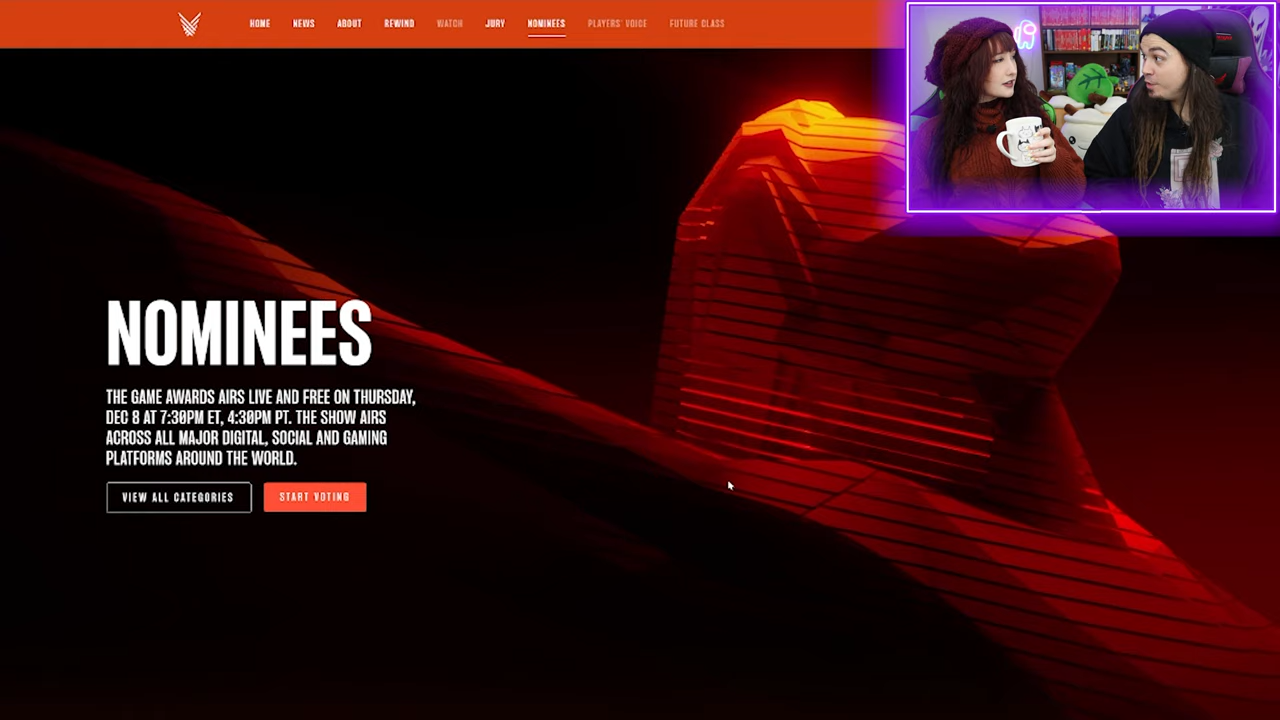 HOME NEWS ABOUT REWIND WATCH JURY NOMINEES PLAYERS' VOICE FUTURE CLASS
NOMINEES
THE GAME AWARDS AIRS LIVE AND FREE ON THURSDAY,
DEC 8 AT 7:30PM ET, 4:30PM PT. THE SHOW AIRS
ACROSS ALL MAJOR DIGITAL, SOCIAL AND GAMING
PLATFORMS AROUND THE WORLD.
VIEW ALL CATEGORIES START VOTING